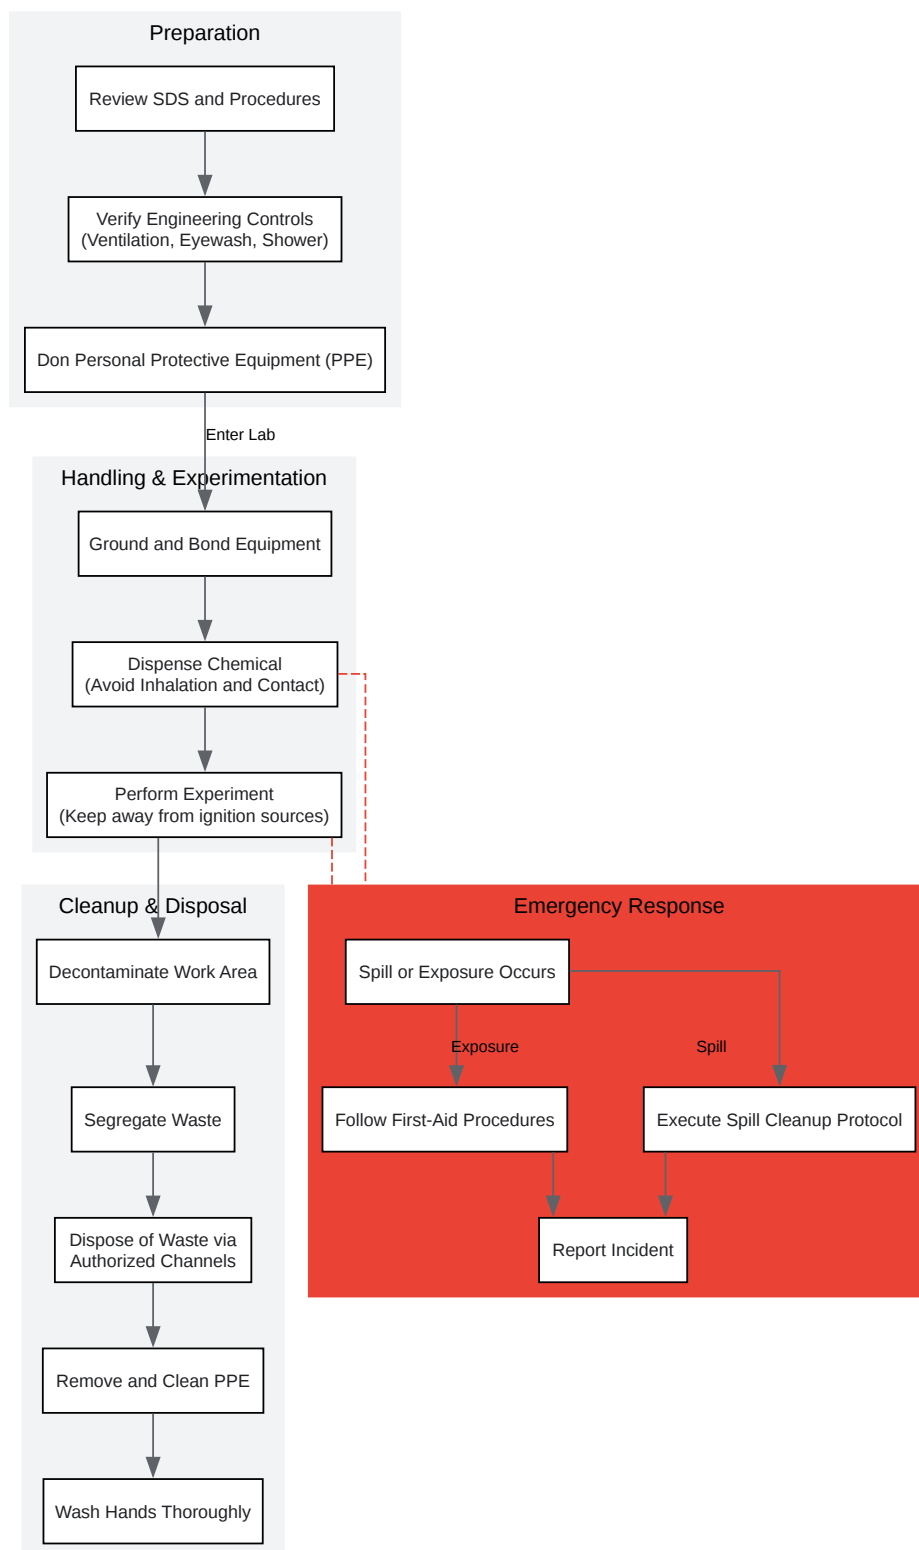 Preparation
Review SDS and Procedures
Verify Engineering Controls
(Ventilation, Eyewash, Shower)
Don Personal Protective Equipment (PPE)
Enter Lab
Handling & Experimentation
Ground and Bond Equipment
Dispense Chemical
(Avoid Inhalation and Contact)
Perform Experiment
(Keep away from ignition sources)
Cleanup & Disposal
Decontaminate Work Area
Segregate Waste
Dispose of Waste via
Authorized Channels
Remove and Clean PPE
Wash Hands Thoroughly
Emergency Response
Spill or Exposure Occurs
Exposure
Spill
Follow First-Aid Procedures
Execute Spill Cleanup Protocol
Report Incident